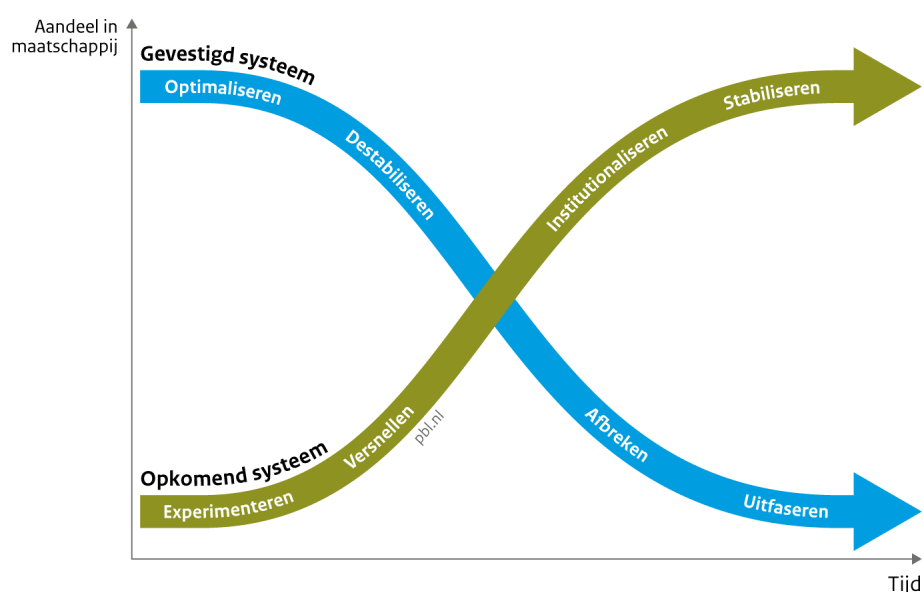 Aandeel in
maatschappij
Gevestigd systeem
Optimaliseren
Destabiliseren
Institutionaliseren
Stabiliseren
Opkomend systeem
Experimenteren
Versnellen
pbl.nl
Afbreken
Uitfaseren
Tijd